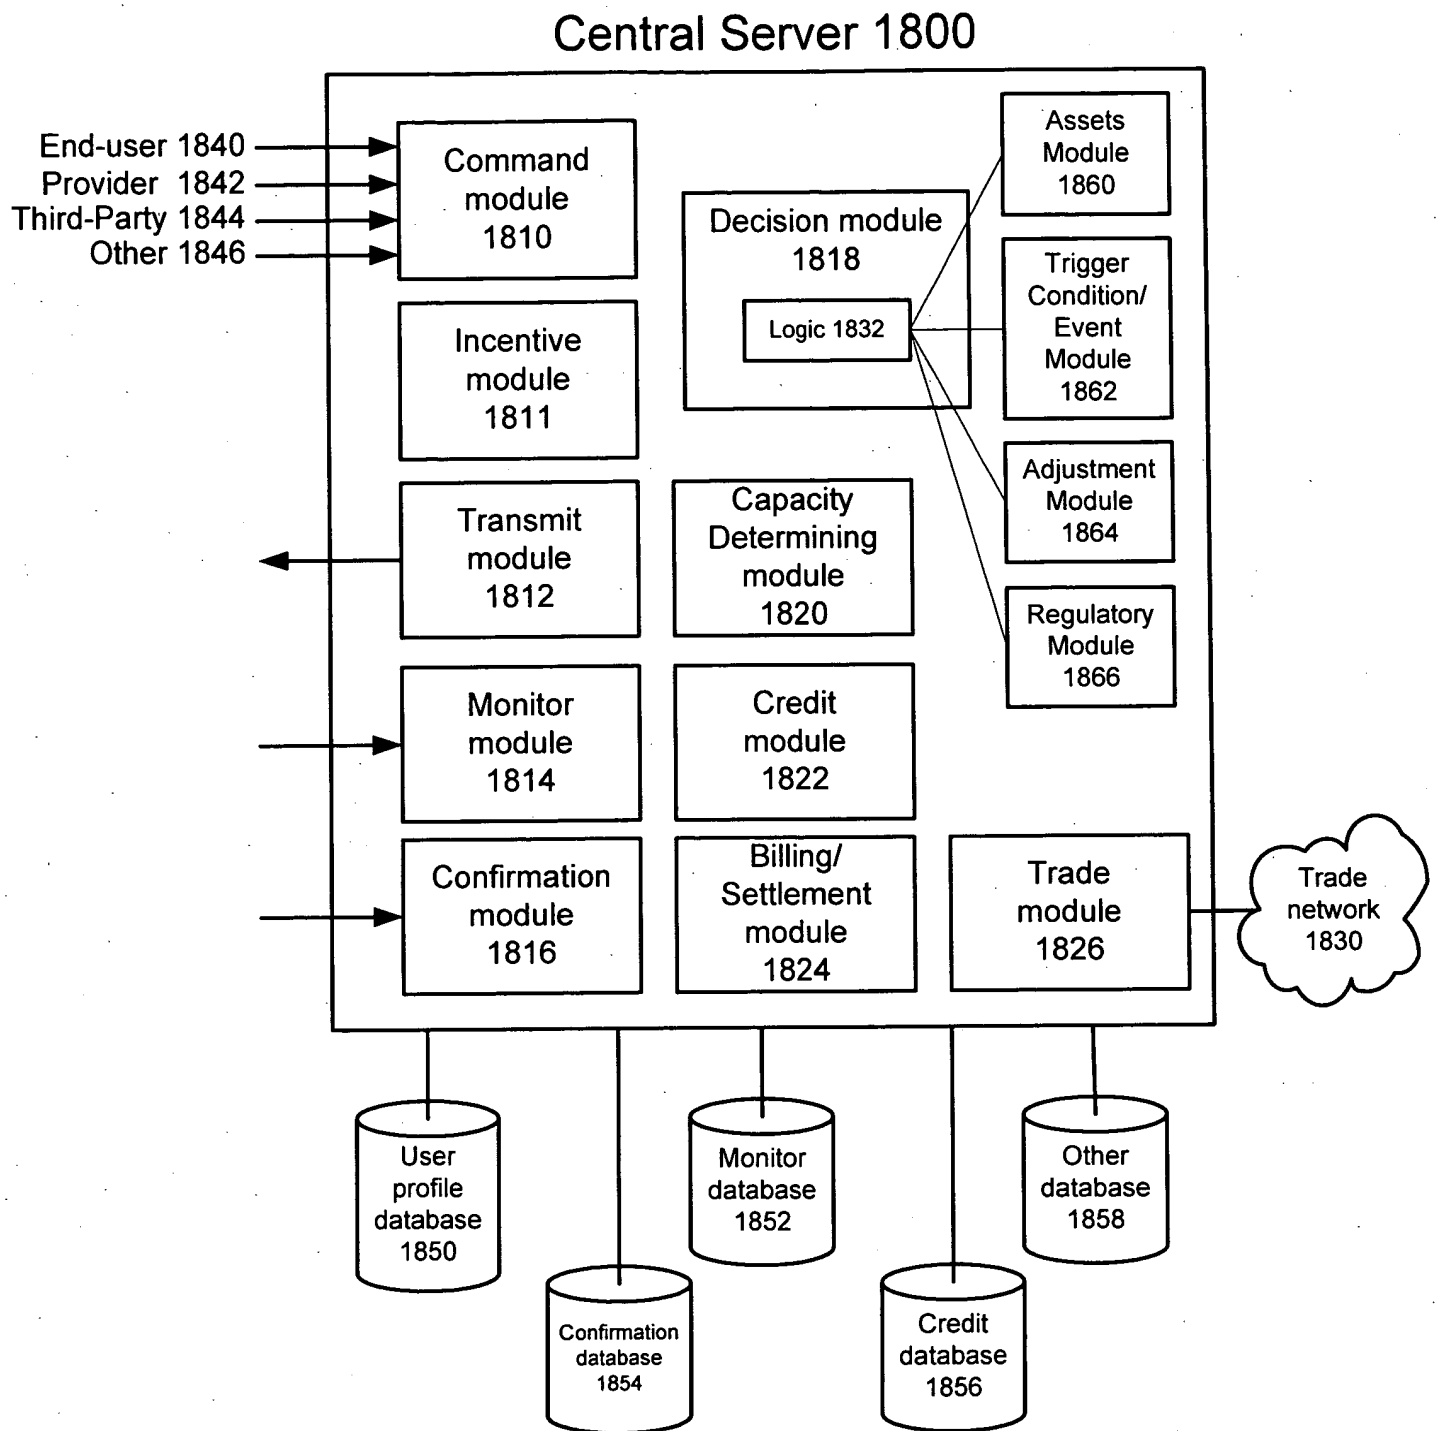 Central Server 1800
End-user 1840
Provider 1842
Third-Party 1844
Other 1846
Command
module
1810
Incentive
module
1811
Transmit
module
1812
Monitor
module
1814
Confirmation
module
1816
Decision module
1818
Logic 1832
Capacity
Determining
module
1820
Credit
module
1822
Billing/
Settlement
module
1824
Assets
Module
1860
Trigger
Condition/
Event
Module
1862
Adjustment
Module
1864
Regulatory
Module
1866
Trade
module
1826
Trade
network
1830
User
profile
database
1850
Confirmation
database
1854
Monitor
database
1852
Credit
database
1856
Other
database
1858